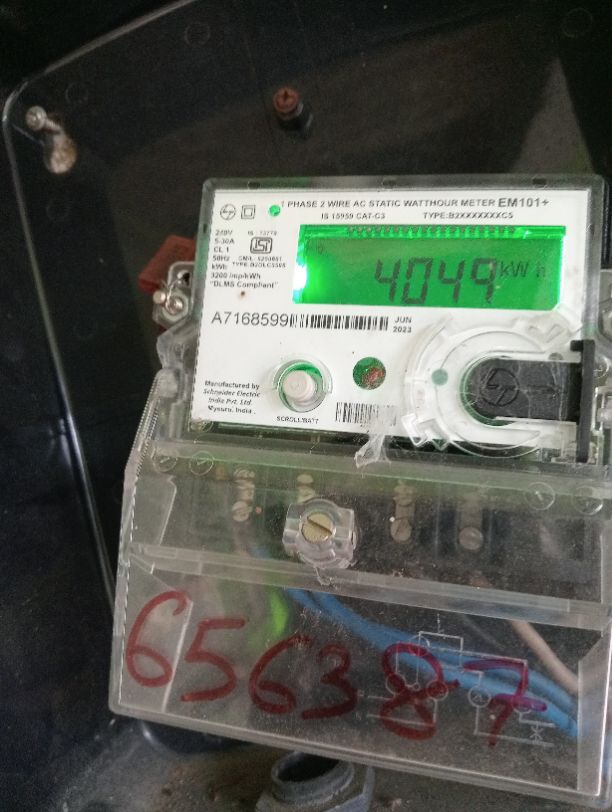 1 PHASE 2 WIRE AC STATIC WATTHOUR METER EM101+
IS 15959 CAT-C3 TYPE:B2XXXXXXXC5
240V
5-30A
CL 1
50Hz
kWh
3200 imp/kWh
"DLMS Compliant"
4049 kWh
A7168599
JUN
2023
Manufactured by
Schneider Electric
India Pvt. Ltd.
Mysuru, India.
SCROLL/BATT
656387